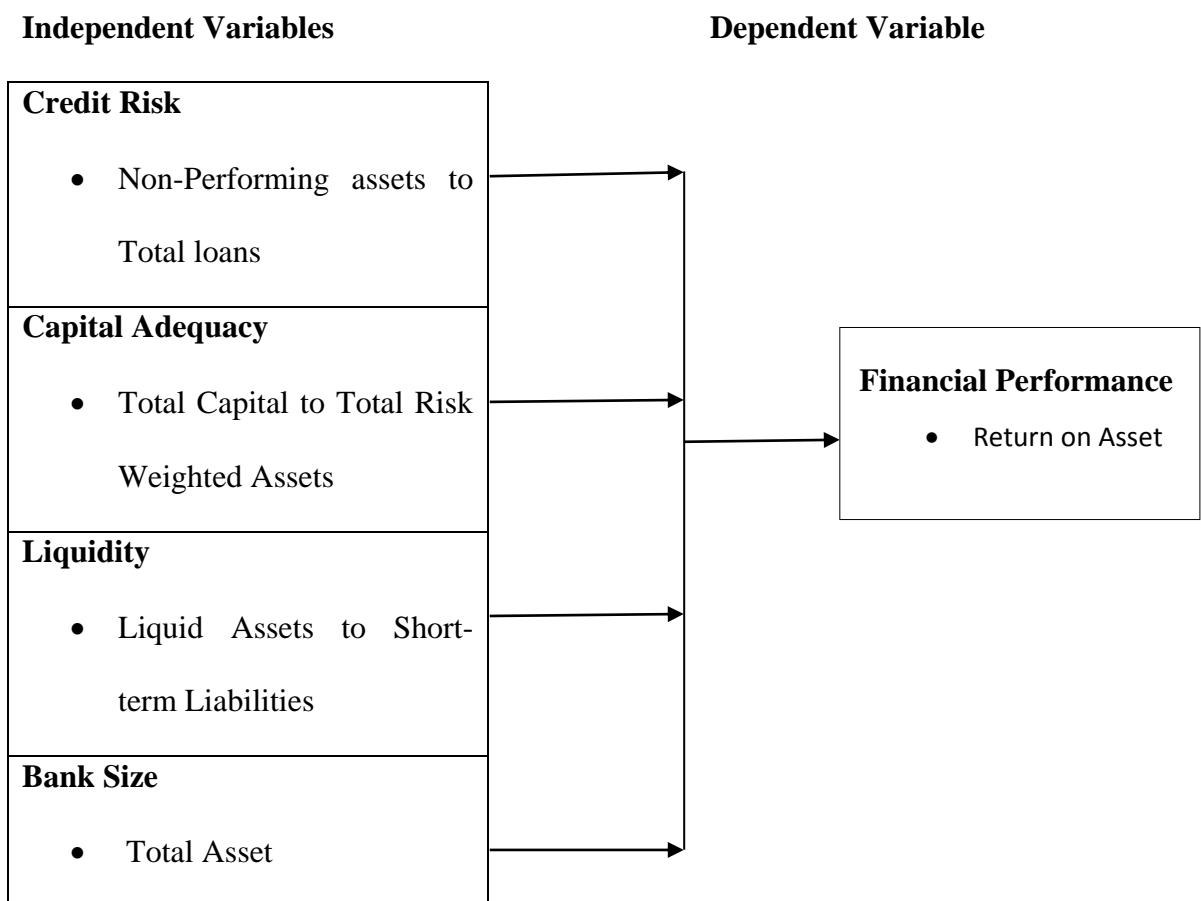 Independent Variables
Dependent Variable
Credit Risk
• Non-Performing assets to
Total loans
Capital Adequacy
• Total Capital to Total Risk
Weighted Assets
Liquidity
• Liquid Assets to Short-
term Liabilities
Bank Size
• Total Asset
Financial Performance
• Return on Asset